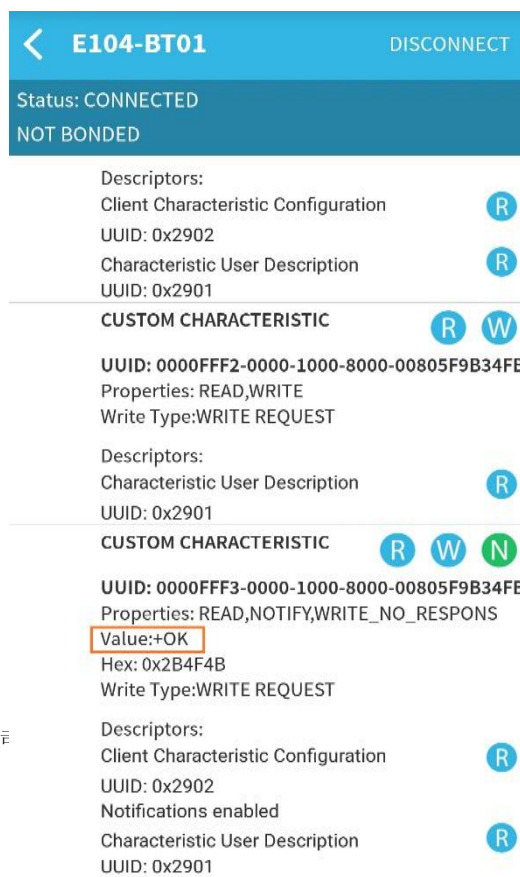 E104-BT01
DISCONNECT
Status: CONNECTED
NOT BONDED
Descriptors:
Client Characteristic Configuration
R
UUID: 0x2902
Characteristic User Description
R
UUID: 0x2901
CUSTOM CHARACTERISTIC
R W
UUID: 0000FFF2-0000-1000-8000-00805F9B34FB
Properties: READ,WRITE
Write Type:WRITE REQUEST
Descriptors:
Characteristic User Description
R
UUID: 0x2901
CUSTOM CHARACTERISTIC
R W N
UUID: 0000FFF3-0000-1000-8000-00805F9B34FB
Properties: READ,NOTIFY,WRITE_NO_RESPONS
Value:+OK
Hex: 0x2B4F4B
Write Type:WRITE REQUEST
Descriptors:
Client Characteristic Configuration
R
UUID: 0x2902
Notifications enabled
Characteristic User Description
R
UUID: 0x2901